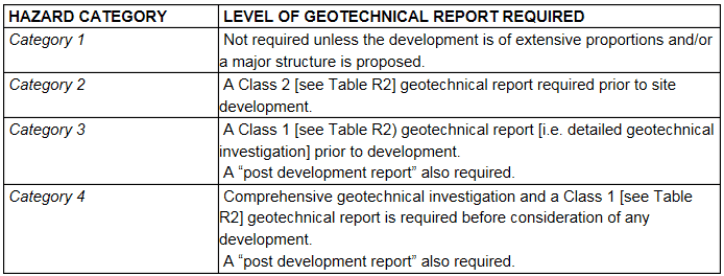 HAZARD CATEGORY LEVEL OF GEOTECHNICAL REPORT REQUIRED
Category 1 Not required unless the development is of extensive proportions and/or
a major structure is proposed.
Category 2 A Class 2 [see Table R2] geotechnical report required prior to site
development.
Category 3 A Class 1 [see Table R2) geotechnical report [i.e. detailed geotechnical
investigation] prior to development.
A “post development report” also required.
Category 4 Comprehensive geotechnical investigation and a Class 1 [see Table
R2] geotechnical report is required before consideration of any
development.
A “post development report” also required.